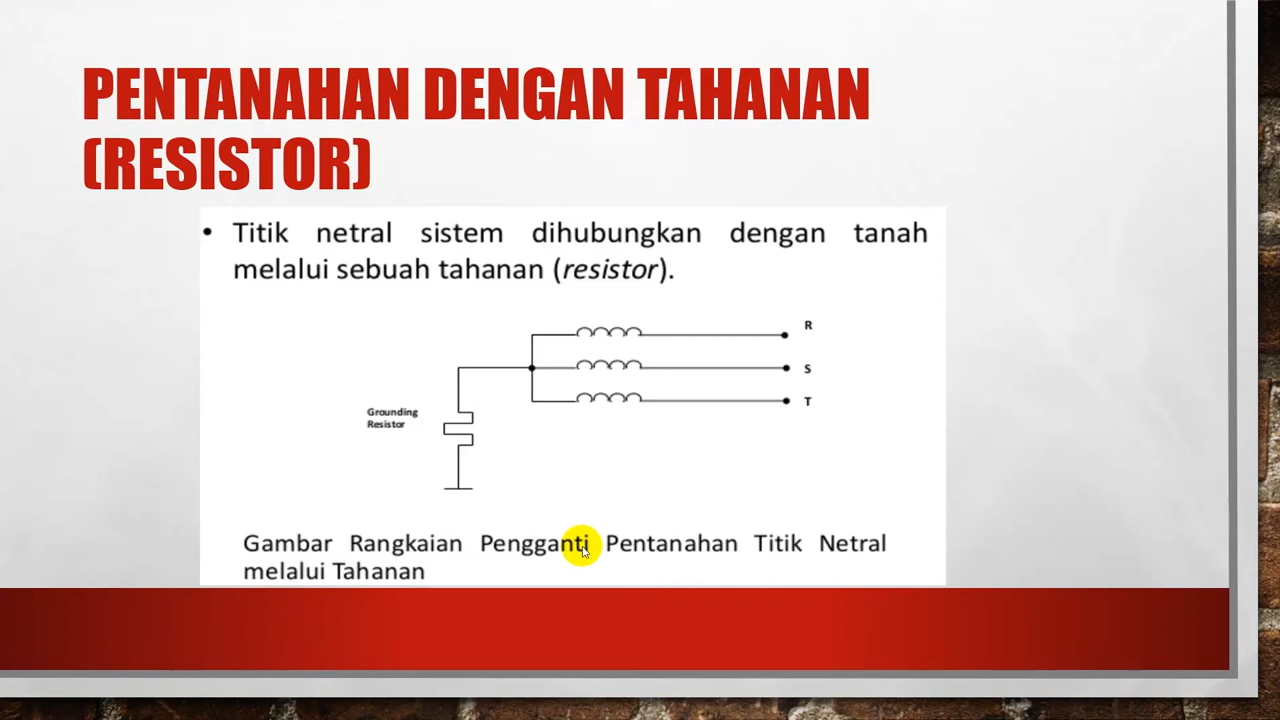 PENTANAHAN DENGAN TAHANAN
(RESISTOR)
• Titik netral sistem dihubungkan dengan tanah
melalui sebuah tahanan (resistor).
R
S
T
Grounding
Resistor
Gambar Rangkaian Pengganti Pentanahan Titik Netral
melalui Tahanan